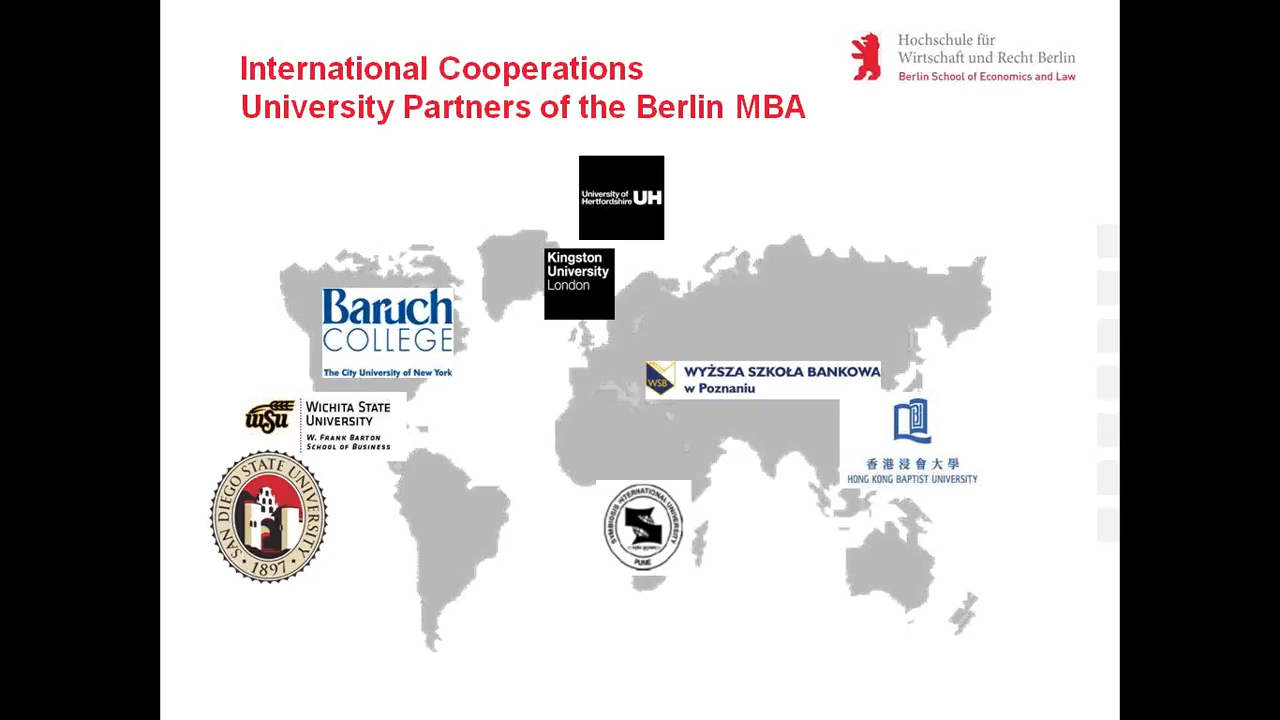 International Cooperations
University Partners of the Berlin MBA
Hochschule für
Wirtschaft und Recht Berlin
Berlin School of Economics and Law
University of
Hertfordshire
UH
Kingston
University
London
Baruch
COLLEGE
The City University of New York
WSB
WYŻSZA SZKOŁA BANKOWA
w Poznaniu
wsu
WICHITA STATE
UNIVERSITY
W. FRANK BARTON
SCHOOL OF BUSINESS
香港浸會大學
HONG KONG BAPTIST UNIVERSITY
SAN DIEGO STATE UNIVERSITY
• 1897 •
SYMBIOSIS INTERNATIONAL UNIVERSITY
PUNE